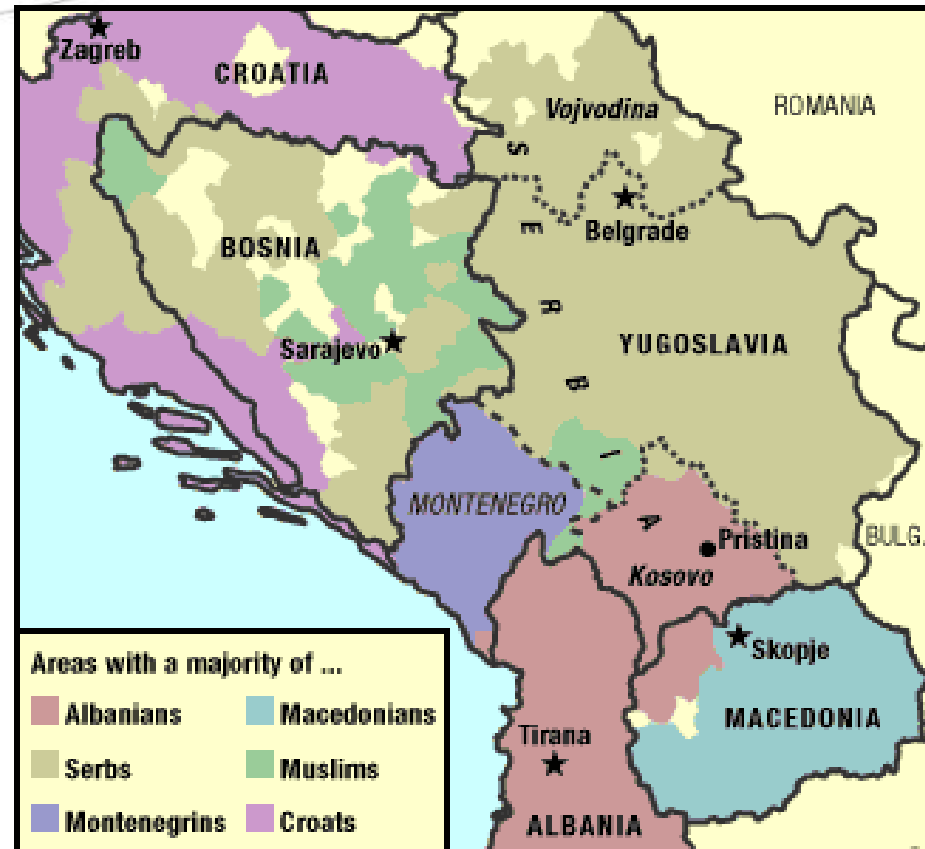 Zagreb
CROATIA
Vojvodina
ROMANIA
SERBIA
Belgrade
BOSNIA
Sarajevo
YUGOSLAVIA
MONTENEGRO
Pristina
BULG.
Kosovo
Skopje
MACEDONIA
Tirana
ALBANIA
Areas with a majority of ...
Albanians
Macedonians
Serbs
Muslims
Montenegrins
Croats